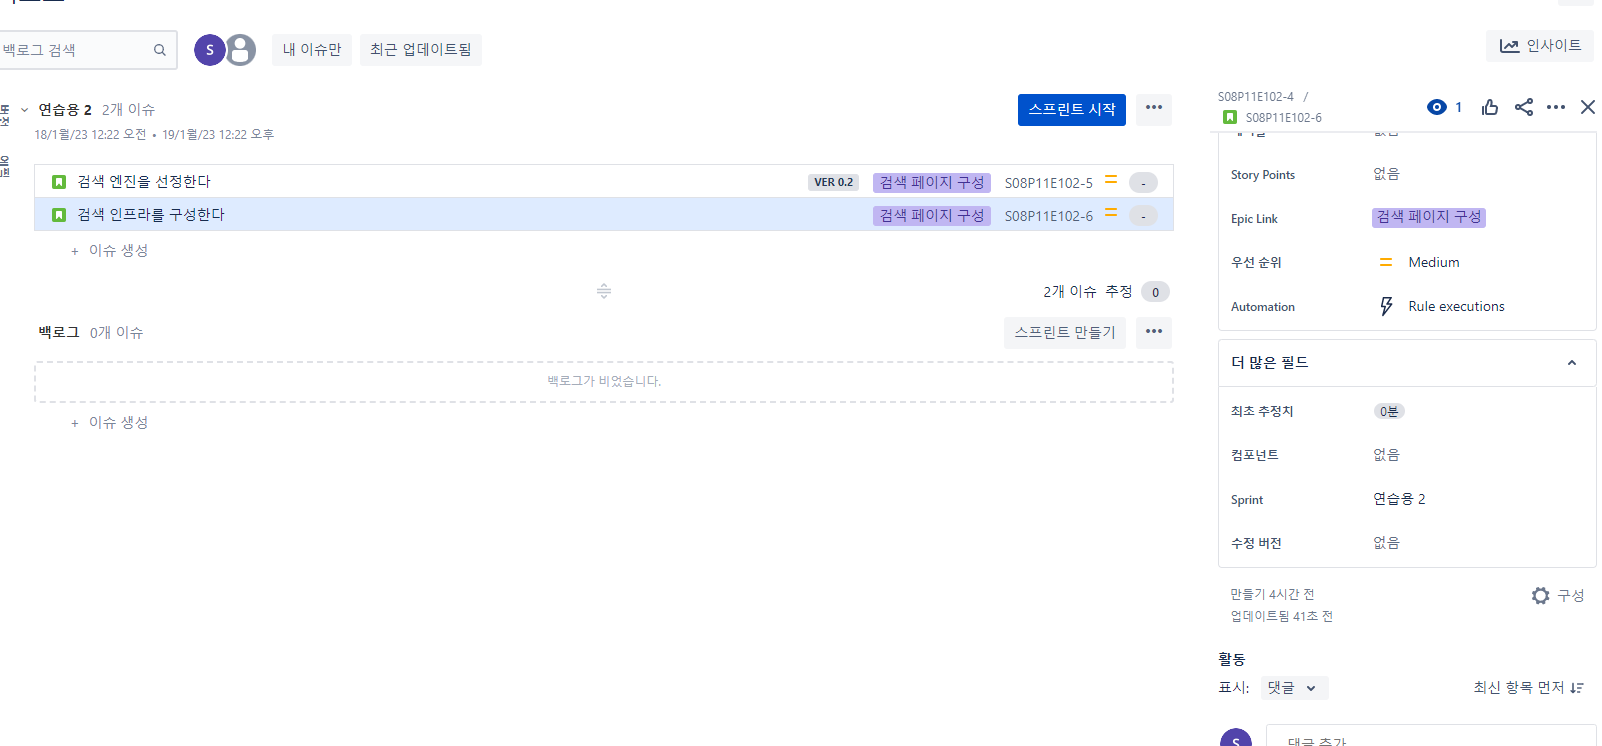 백로그 검색
S
내 이슈만
최근 업데이트됨
인사이트
연습용 2 2개 이슈
18/1월/23 12:22 오전 • 19/1월/23 12:22 오후
스프린트 시작
검색 엔진을 선정한다 VER 0.2 검색 페이지 구성 S08P11E102-5 -
검색 인프라를 구성한다 검색 페이지 구성 S08P11E102-6 -
+ 이슈 생성
2개 이슈 추정 0
백로그 0개 이슈
스프린트 만들기
백로그가 비었습니다.
+ 이슈 생성
S08P11E102-4 /
S08P11E102-6
1
Story Points 없음
Epic Link 검색 페이지 구성
우선 순위 Medium
Automation Rule executions
더 많은 필드
최초 추정치 0분
컴포넌트 없음
Sprint 연습용 2
수정 버전 없음
만들기 4시간 전
업데이트됨 41초 전
구성
활동
표시: 댓글
최신 항목 먼저
S
댓글 추가